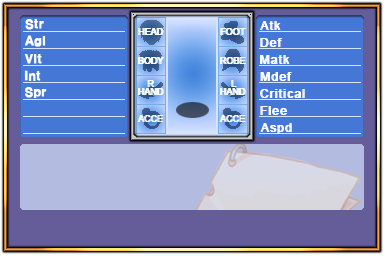 Str
Agi
Vit
Int
Spr
HEAD
BODY
R
HAND
ACCE
FOOT
ROBE
L
HAND
ACCE
Atk
Def
Matk
Mdef
Critical
Flee
Aspd